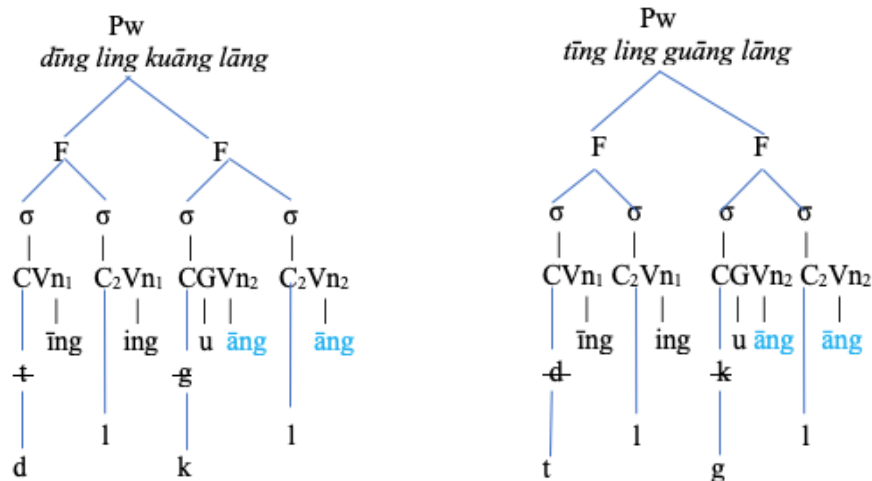 Pw Pw
dīng ling kuāng lāng tīng ling guāng lāng
F F F F
σ σ σ σ σ σ σ σ
CVn₁ C₂Vn₁ CGVn₂ C₂Vn₂ CVn₁ C₂Vn₁ CGVn₂ C₂Vn₂
īng ing u āng āng īng ing u āng āng
t g d k
l l l l
d k t g